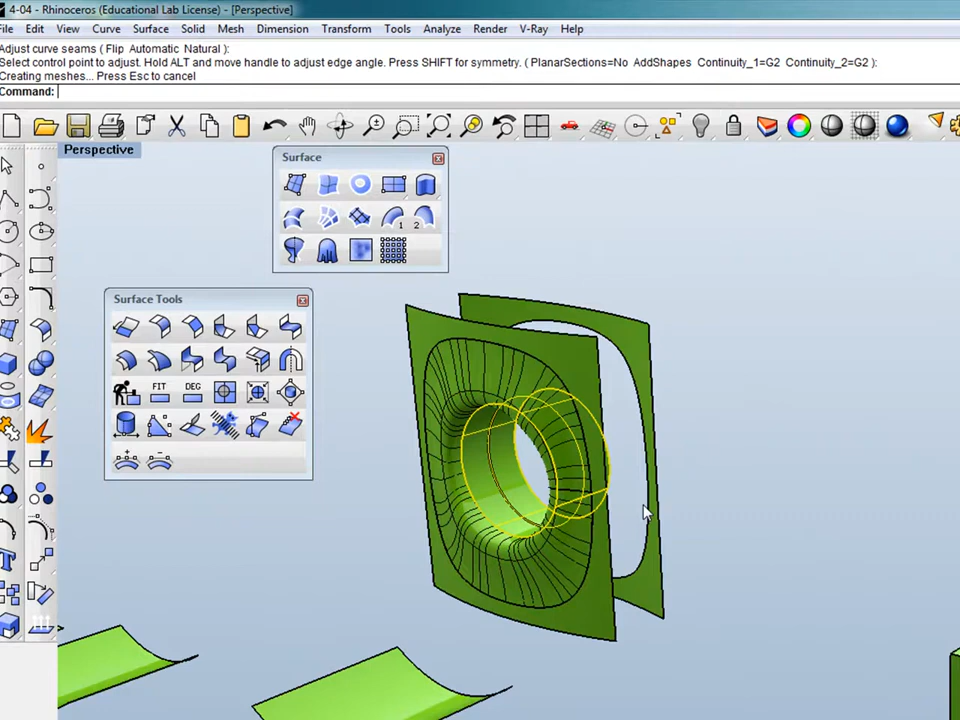 4-04 - Rhinoceros (Educational Lab License) - [Perspective]
File Edit View Curve Surface Solid Mesh Dimension Transform Tools Analyze Render V-Ray Help
Adjust curve seams ( Flip Automatic Natural ):
Select control point to adjust. Hold ALT and move handle to adjust edge angle. Press SHIFT for symmetry. ( PlanarSections=No AddShapes Continuity_1=G2 Continuity_2=G2 ):
Creating meshes... Press Esc to cancel
Command:
Perspective
Surface
1 2
Surface Tools
FIT DEG